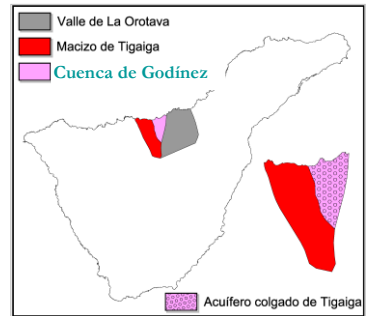 Valle de La Orotava
Macizo de Tigaiga
Cuenca de Godínez
Acuífero colgado de Tigaiga